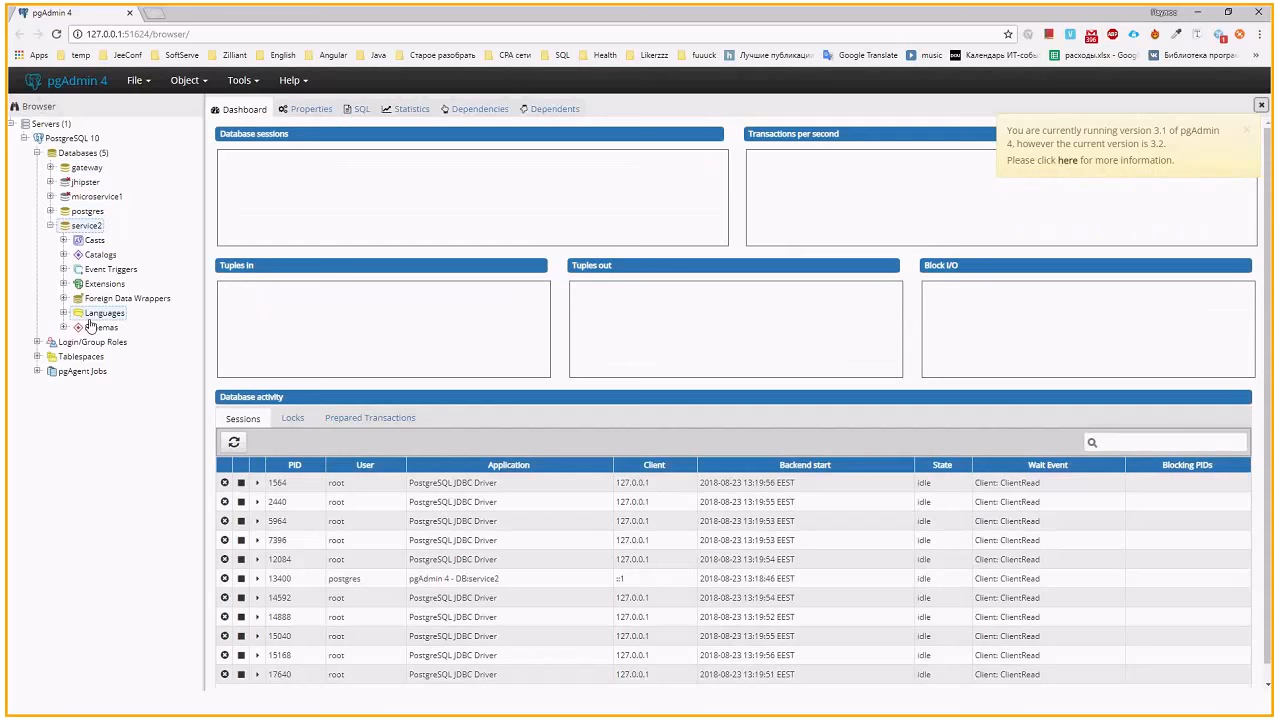 pgAdmin 4
127.0.0.1:51624/browser/
Apps temp JeeConf SoftServe Zilliant English Angular Java Старое разобрать CPA сети SQL Health Likerzzz fuuuck Лучшие публикации Google Translate music DOU Календарь ИТ-собы расходы.xlsx - Googl Библиотека програ »
pgAdmin 4 File Object Tools Help
Browser
Dashboard Properties SQL Statistics Dependencies Dependents
Servers (1)
PostgreSQL 10
Databases (5)
gateway
jhipster
microservice1
postgres
service2
Casts
Catalogs
Event Triggers
Extensions
Foreign Data Wrappers
Languages
emas
Login/Group Roles
Tablespaces
pgAgent Jobs
Database sessions Transactions per second
You are currently running version 3.1 of pgAdmin
4, however the current version is 3.2.
Please click here for more information.
Tuples in Tuples out Block I/O
Database activity
Sessions Locks Prepared Transactions
PID User Application Client Backend start State Wait Event Blocking PIDs
1564 root PostgreSQL JDBC Driver 127.0.0.1 2018-08-23 13:19:56 EEST idle Client: ClientRead
2440 root PostgreSQL JDBC Driver 127.0.0.1 2018-08-23 13:19:55 EEST idle Client: ClientRead
5964 root PostgreSQL JDBC Driver 127.0.0.1 2018-08-23 13:19:53 EEST idle Client: ClientRead
7396 root PostgreSQL JDBC Driver 127.0.0.1 2018-08-23 13:19:53 EEST idle Client: ClientRead
12084 root PostgreSQL JDBC Driver 127.0.0.1 2018-08-23 13:19:54 EEST idle Client: ClientRead
13400 postgres pgAdmin 4 - DB:service2 ::1 2018-08-23 13:18:46 EEST idle Client: ClientRead
14592 root PostgreSQL JDBC Driver 127.0.0.1 2018-08-23 13:19:54 EEST idle Client: ClientRead
14888 root PostgreSQL JDBC Driver 127.0.0.1 2018-08-23 13:19:52 EEST idle Client: ClientRead
15040 root PostgreSQL JDBC Driver 127.0.0.1 2018-08-23 13:19:55 EEST idle Client: ClientRead
15168 root PostgreSQL JDBC Driver 127.0.0.1 2018-08-23 13:19:56 EEST idle Client: ClientRead
17640 root PostgreSQL JDBC Driver 127.0.0.1 2018-08-23 13:19:51 EEST idle Client: ClientRead